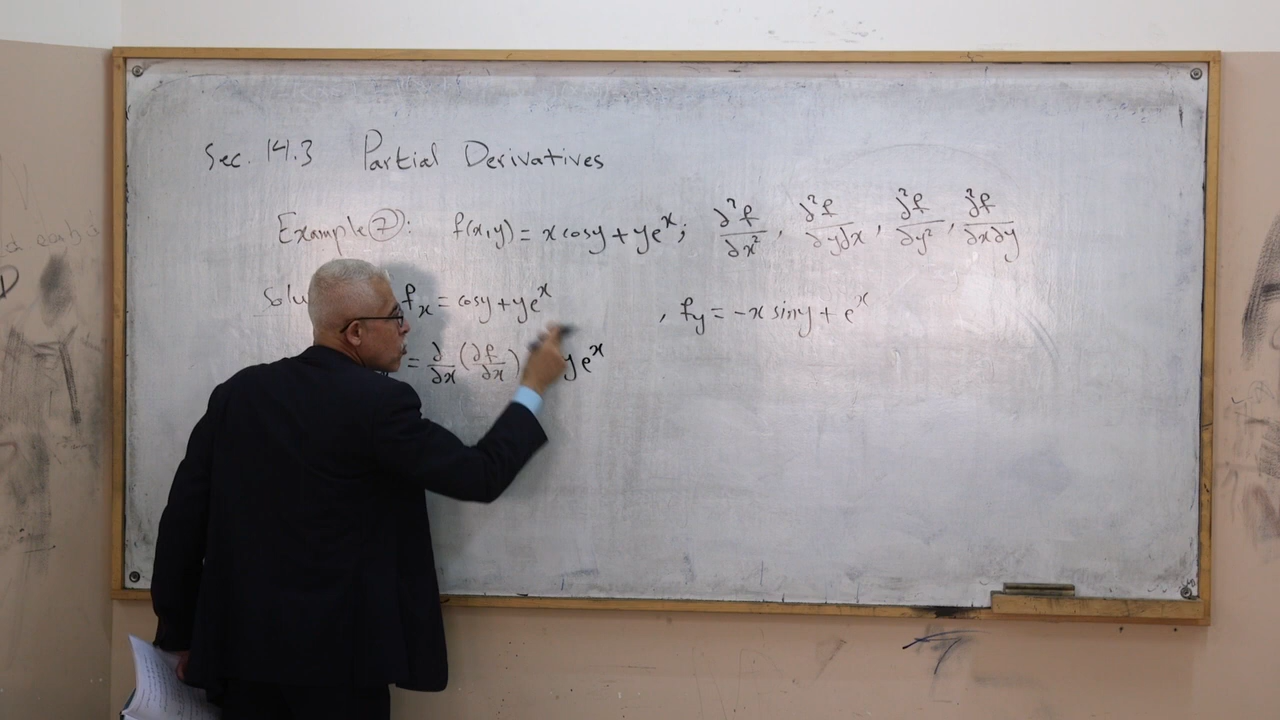 Sec. 14.3 Partial Derivatives
Example ⑦: f(x,y) = x cosy + ye^x; ∂²f/∂x², ∂²f/∂y∂x, ∂²f/∂y², ∂²f/∂x∂y
f_x = cosy + ye^x , f_y = -x siny + e^x
= ∂/∂x (∂f/∂x) ye^x